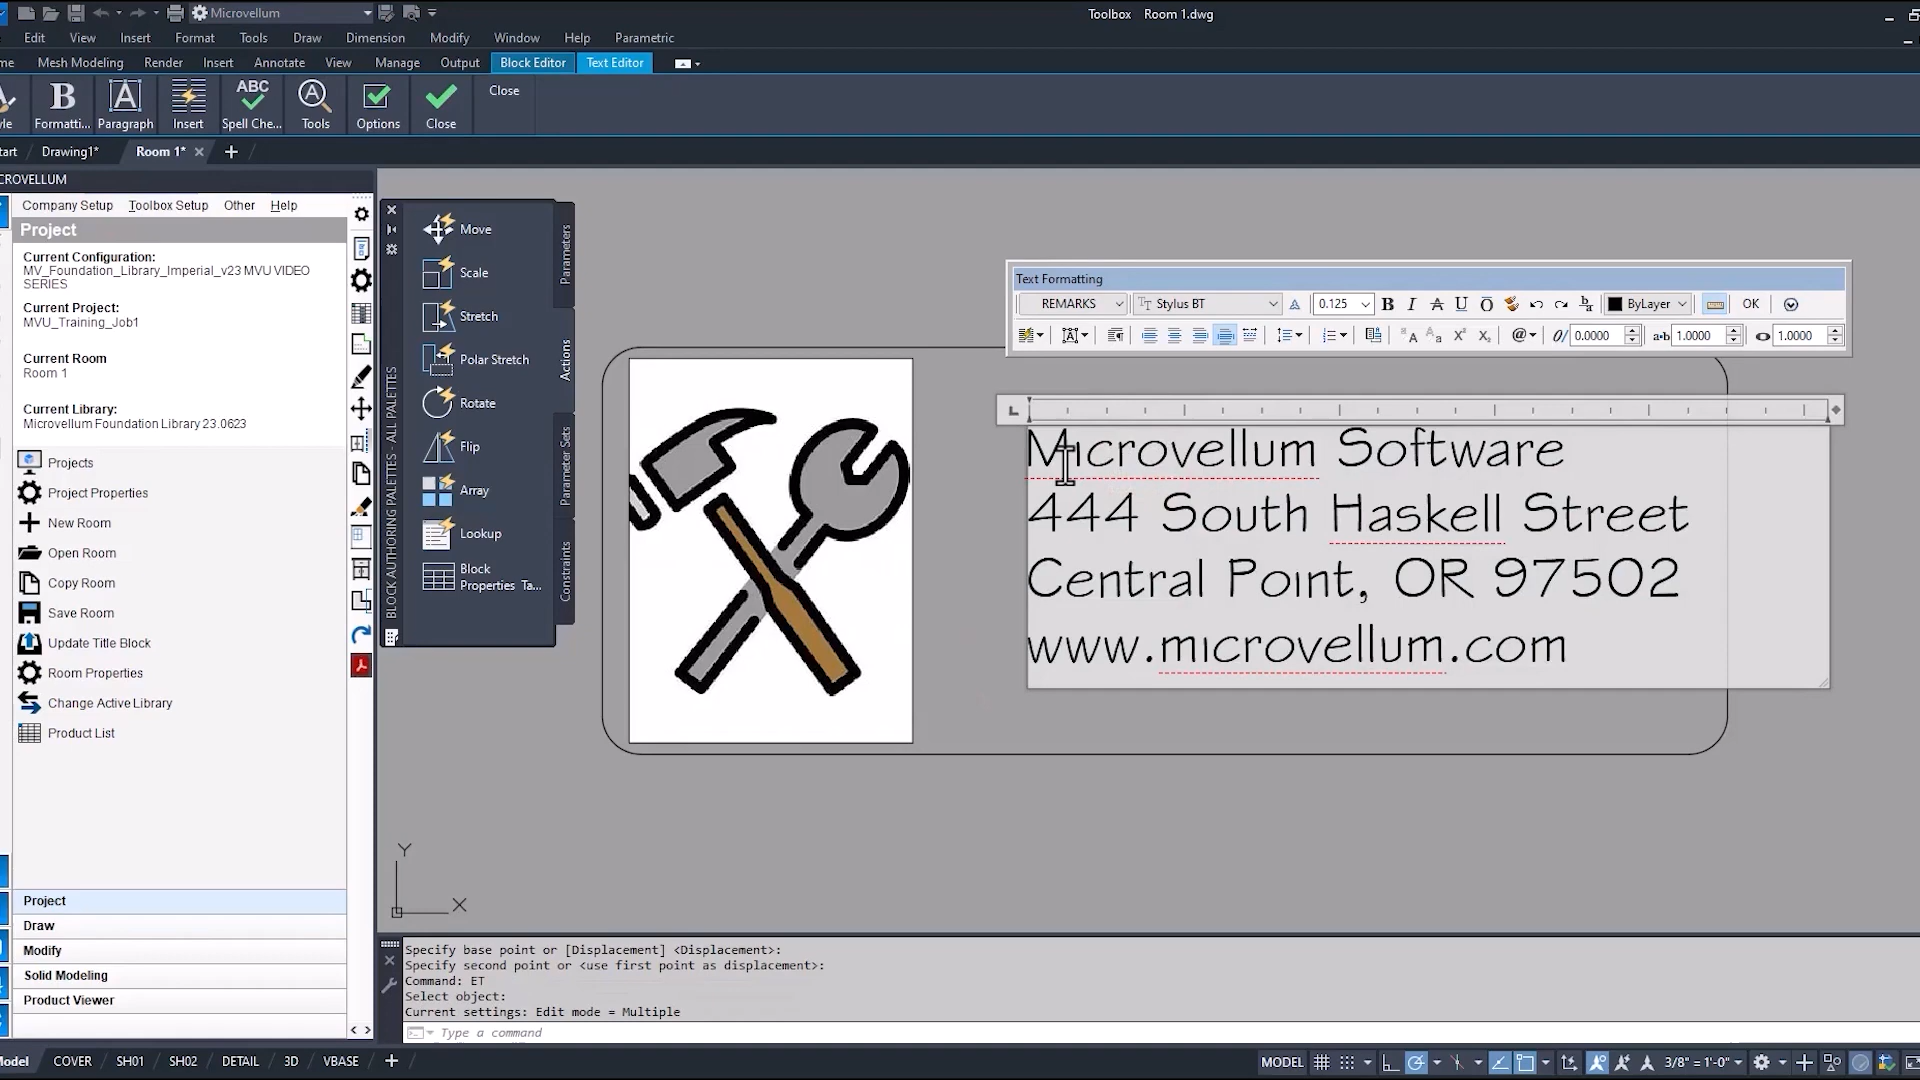 Microvellum
Toolbox Room 1.dwg
Edit View Insert Format Tools Draw Dimension Modify Window Help Parametric
Mesh Modeling Render Insert Annotate View Manage Output Block Editor Text Editor
Formatti... Paragraph Insert Spell Che... Tools Options Close
Close
Drawing1* Room 1*
Company Setup Toolbox Setup Other Help
Project
Current Configuration:
MV_Foundation_Library_Imperial_v23 MVU VIDEO
SERIES
Current Project:
MVU_Training_Job1
Current Room
Room 1
Current Library:
Microvellum Foundation Library 23.0623
Projects
Project Properties
New Room
Open Room
Copy Room
Save Room
Update Title Block
Room Properties
Change Active Library
Product List
Project
Draw
Modify
Solid Modeling
Product Viewer
BLOCK AUTHORING PALETTES - ALL PALETTES
Move
Scale
Stretch
Polar Stretch
Rotate
Flip
Array
Lookup
Block
Properties Ta...
Parameters
Actions
Parameter Sets
Constraints
Text Formatting
REMARKS Stylus BT 0.125 B I A U O ByLayer OK
0.0000 1.0000 1.0000
Microvellum Software
444 South Haskell Street
Central Point, OR 97502
www.microvellum.com
Y
X
Specify base point or [Displacement] <Displacement>:
Specify second point or <use first point as displacement>:
Command: ET
Select object:
Current settings: Edit mode = Multiple
Type a command
COVER SH01 SH02 DETAIL 3D VBASE
MODEL 3/8" = 1'-0"